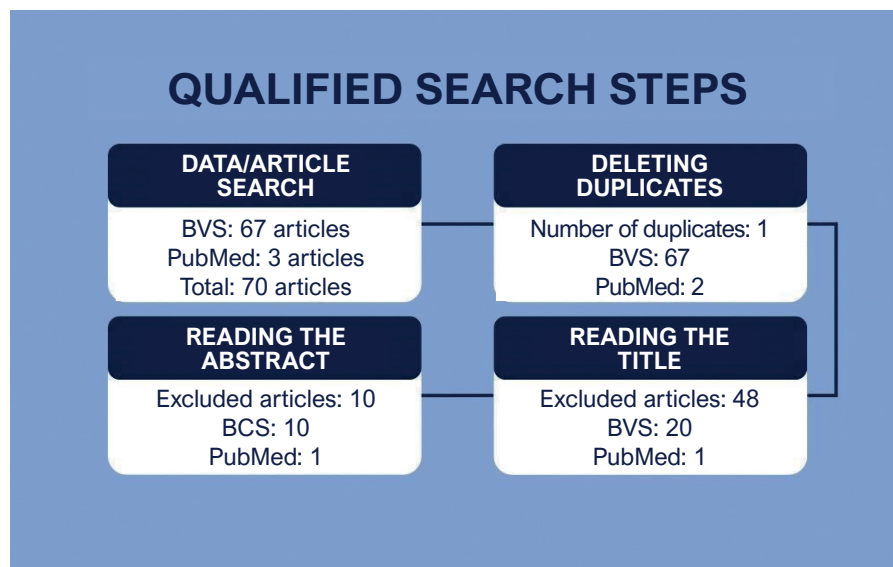 QUALIFIED SEARCH STEPS
DATA/ARTICLE
SEARCH
BVS: 67 articles
PubMed: 3 articles
Total: 70 articles
DELETING
DUPLICATES
Number of duplicates: 1
BVS: 67
PubMed: 2
READING THE
ABSTRACT
Excluded articles: 10
BCS: 10
PubMed: 1
READING THE
TITLE
Excluded articles: 48
BVS: 20
PubMed: 1